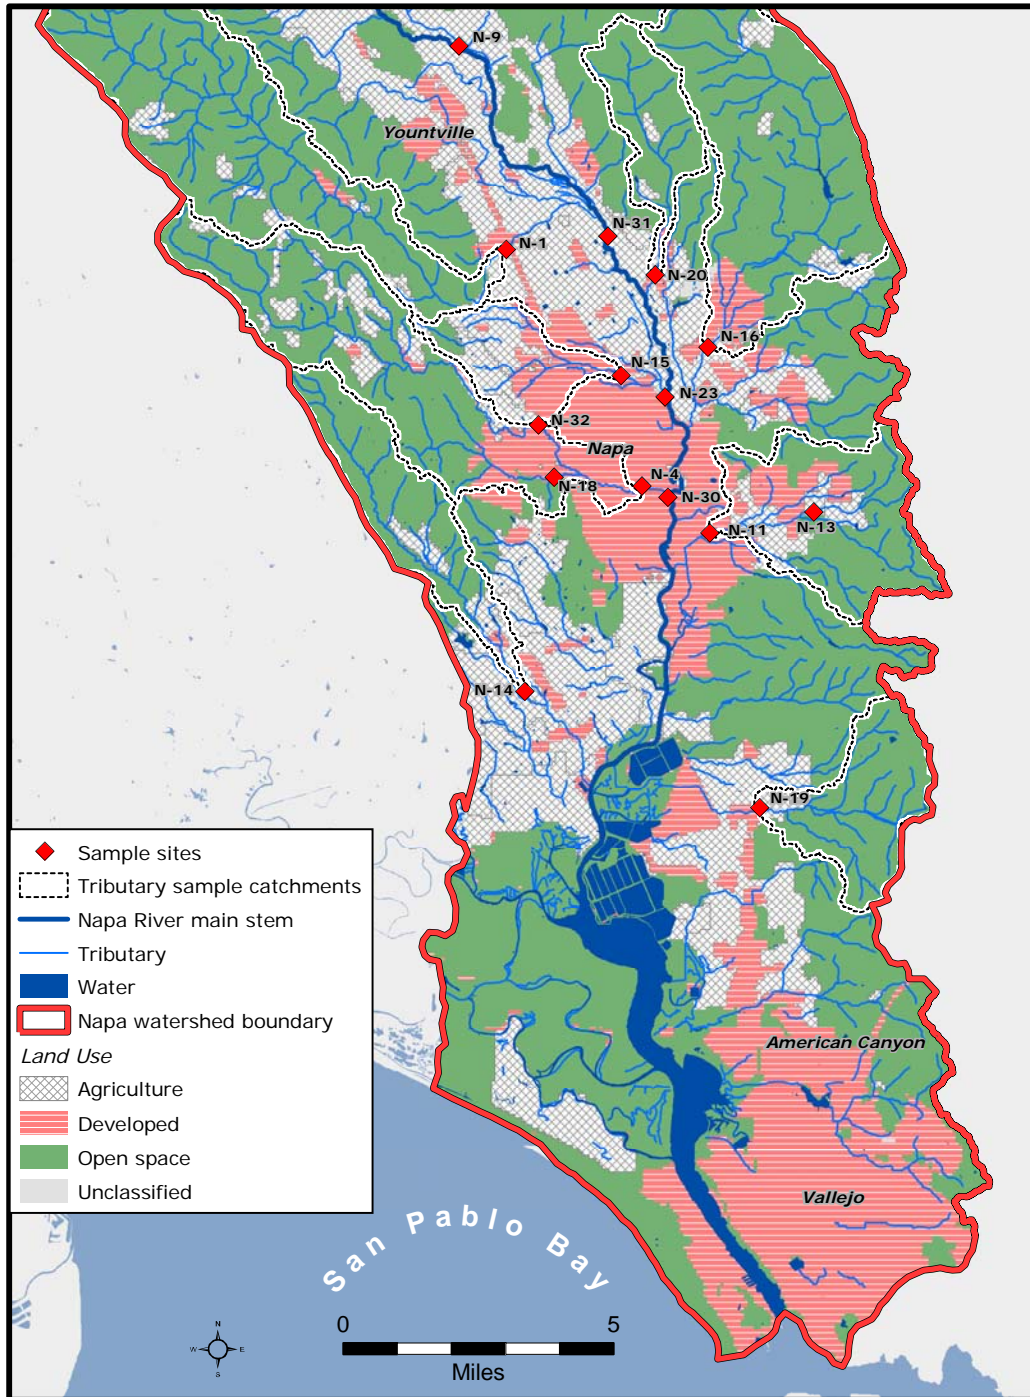 N-9
Yountville
N-31
N-1
N-20
N-16
N-15
N-23
N-32
Napa
N-4
N-18
N-30
N-13
N-11
N-14
N-19
Sample sites
Tributary sample catchments
Napa River main stem
Tributary
Water
Napa watershed boundary
Land Use
Agriculture
Developed
Open space
Unclassified
American Canyon
Vallejo
San Pablo Bay
N
W E
S
0 5
Miles